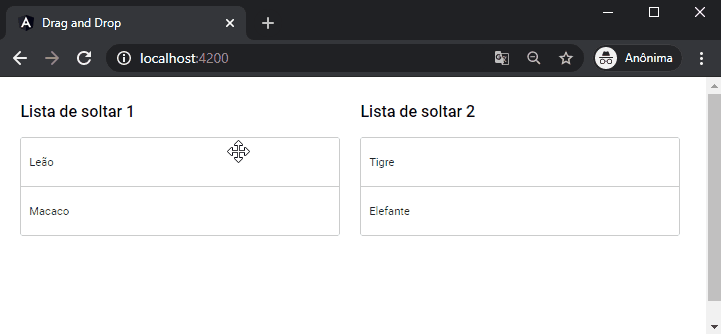 Drag and Drop
localhost:4200
Anônima
Lista de soltar 1
Leão
Macaco
Lista de soltar 2
Tigre
Elefante